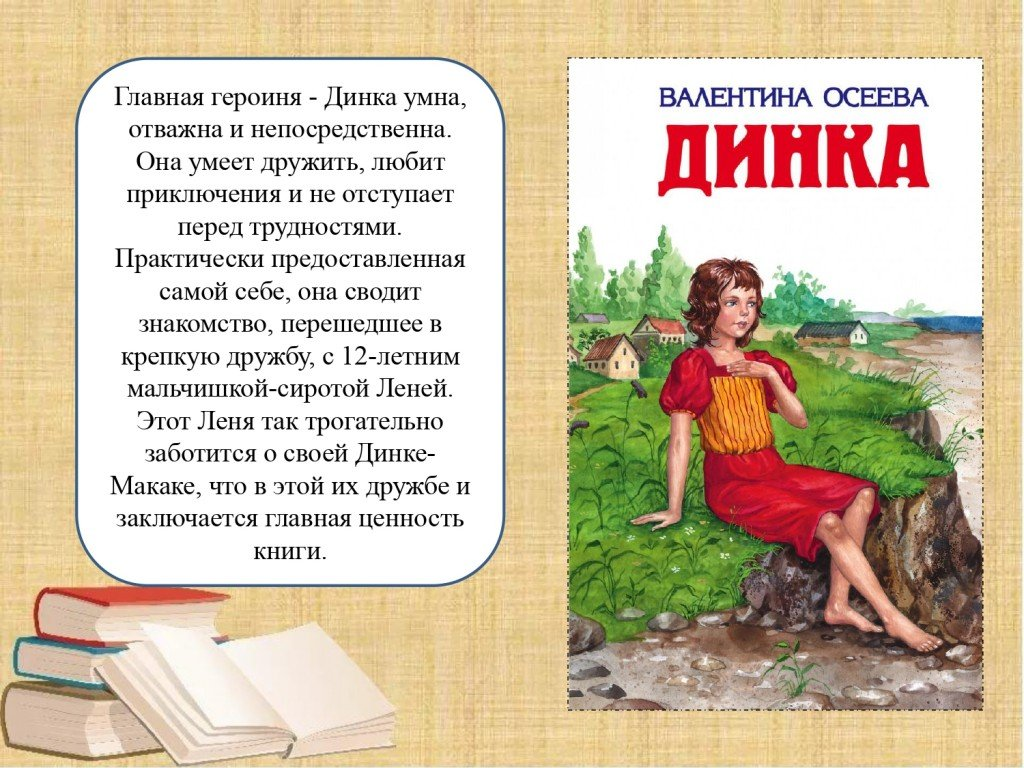 Главная героиня - Динка умна,
отважна и непосредственна.
Она умеет дружить, любит
приключения и не отступает
перед трудностями.
Практически предоставленная
самой себе, она сводит
знакомство, перешедшее в
крепкую дружбу, с 12-летним
мальчишкой-сиротой Леней.
Этот Леня так трогательно
заботится о своей Динке-
Макаке, что в этой их дружбе и
заключается главная ценность
книги.
ВАЛЕНТИНА ОСЕЕВА
ДИНКА